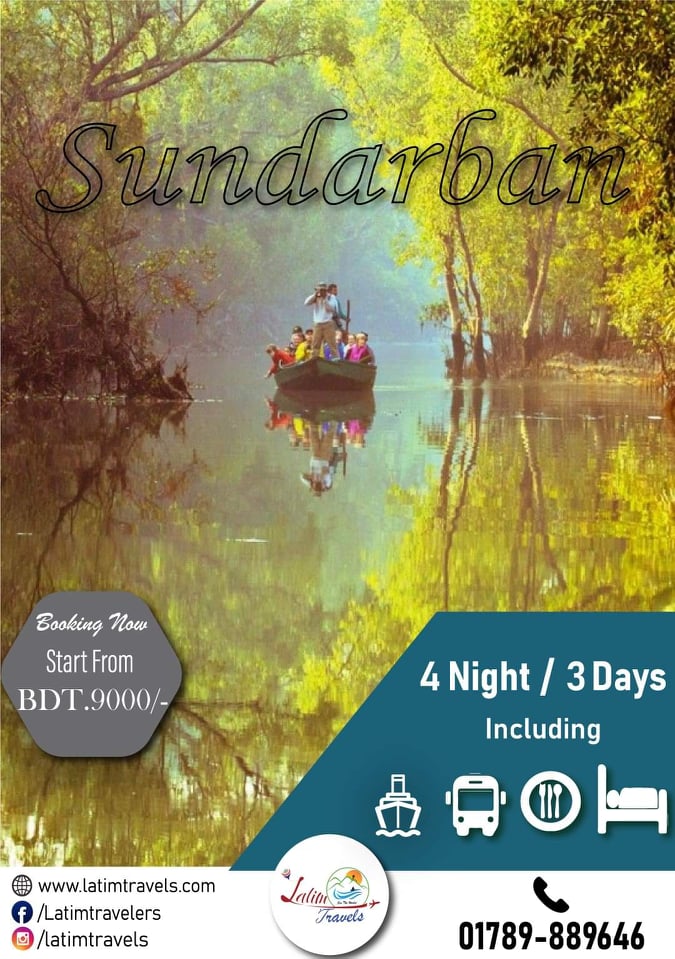 Sundarban
Booking Now
Start From
BDT.9000/-
4 Night / 3 Days
Including
www.latimtravels.com
/Latimtravelers
/latimtravels
Latim
Travels
01789-889646